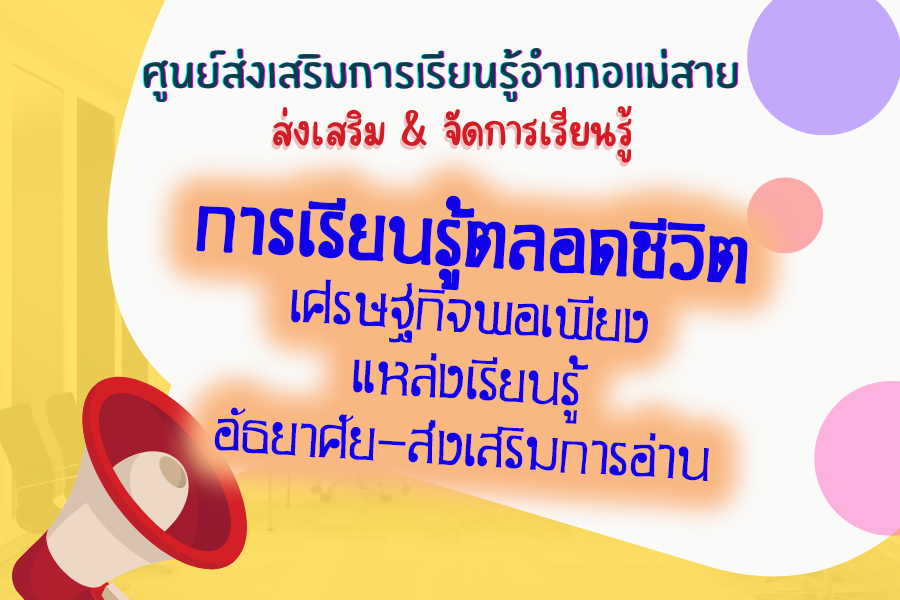 ศูนย์ส่งเสริมการเรียนรู้อำเภอแม่สาย
ส่งเสริม & จัดการเรียนรู้
การเรียนรู้ตลอดชีวิต
เศรษฐกิจพอเพียง
แหล่งเรียนรู้
อัธยาศัย-ส่งเสริมการอ่าน